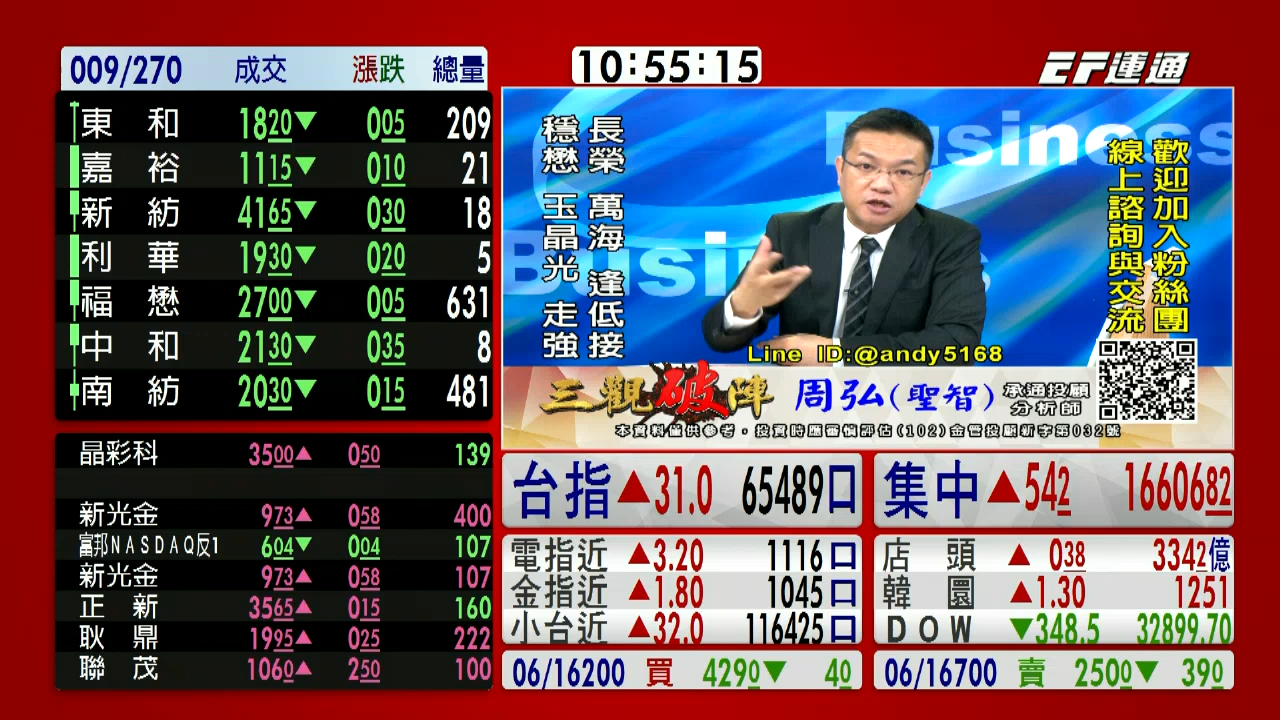 009/270 成交 漲跌 總量
東和 1820▼ 005 209
嘉裕 1115▼ 010 21
新紡 4165▼ 030 18
利華 1930▼ 020 5
福懋 2700▼ 005 631
中和 2130▼ 035 8
南紡 2030▼ 015 481
晶彩科 3500▲ 050 139
新光金 973▲ 058 400
富邦NASDAQ反1 604▼ 004 107
新光金 973▲ 058 107
正新 3565▲ 015 160
耿鼎 1995▲ 025 222
聯茂 1060▲ 250 100
10:55:15
EF運通
長榮 萬海 逢低接
穩懋 玉晶光 走強
Business
Business
歡迎加入粉絲團
線上諮詢與交流
Line ID:@andy5168
三觀破陣 周弘(聖智) 承通投顧
分析師
本資料僅供參考,投資時應審慎評估(102)金管投顧新字第032號
台指▲31.0 65489口
電指近 ▲3.20 1116口
金指近 ▲1.80 1045口
小台近 ▲32.0 116425口
06/16200 買 4290▼ 40
集中▲542 1660682
店頭 ▲ 038 3342億
韓圜 ▲1.30 1251
DOW ▼348.5 32899.70
06/16700 賣 2500▼ 390